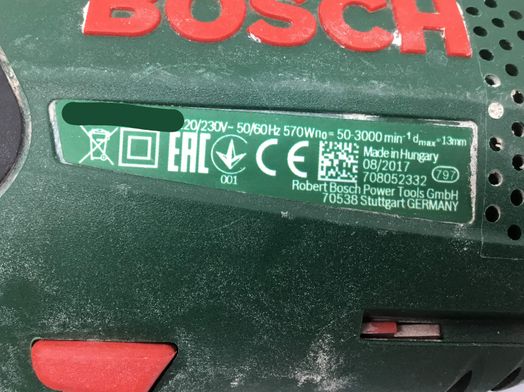 BOSCH
20/230V~ 50/60Hz 570W n₀= 50-3000 min⁻¹ dₘₐₓ=13mm
EAC CE Made in Hungary
001 08/2017
708052332 797
Robert Bosch Power Tools GmbH
70538 Stuttgart GERMANY